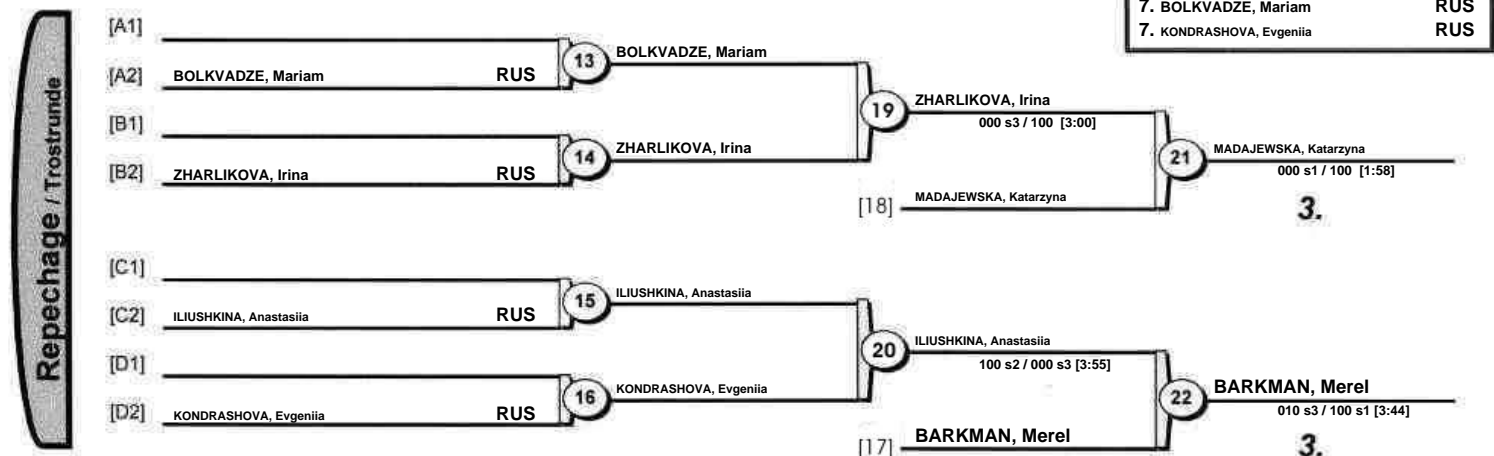 7. BOLKVADZE, Mariam RUS
7. KONDRASHOVA, Evgeniia RUS
Repechage / Trostrunde
[A1]
BOLKVADZE, Mariam
[A2] BOLKVADZE, Mariam RUS
13
ZHARLIKOVA, Irina
000 s3 / 100 [3:00]
19
[B1]
ZHARLIKOVA, Irina
[B2] ZHARLIKOVA, Irina RUS
14
MADAJEWSKA, Katarzyna
000 s1 / 100 [1:58]
21
[18] MADAJEWSKA, Katarzyna
3.
[C1]
ILIUSHKINA, Anastasiia
[C2] ILIUSHKINA, Anastasiia RUS
15
ILIUSHKINA, Anastasiia
100 s2 / 000 s3 [3:55]
20
[D1]
KONDRASHOVA, Evgeniia
[D2] KONDRASHOVA, Evgeniia RUS
16
BARKMAN, Merel
010 s3 / 100 s1 [3:44]
22
[17] BARKMAN, Merel
3.